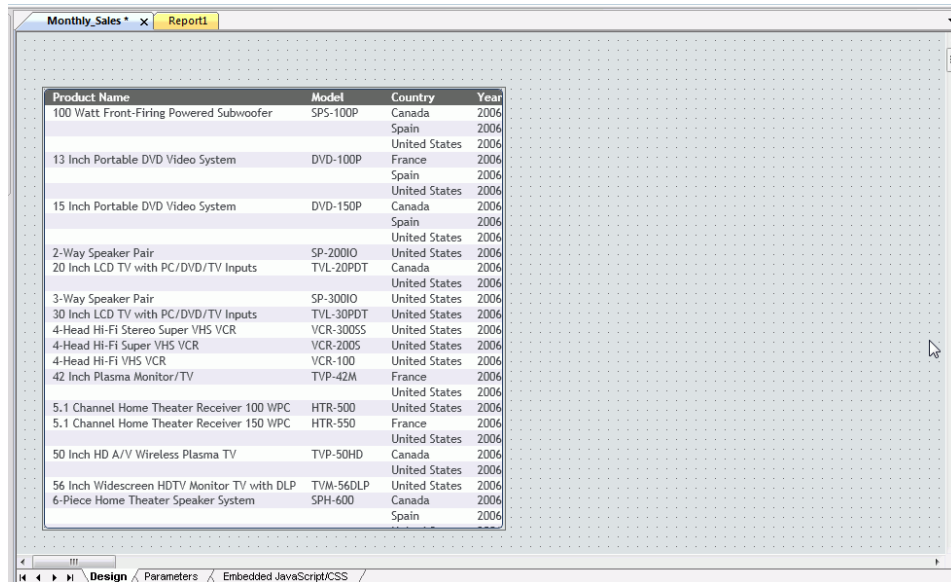 Monthly_Sales * x Report1
Product Name Model Country Year
100 Watt Front-Firing Powered Subwoofer SPS-100P Canada 2006
Spain 2006
United States 2006
13 Inch Portable DVD Video System DVD-100P France 2006
Spain 2006
United States 2006
15 Inch Portable DVD Video System DVD-150P Canada 2006
Spain 2006
United States 2006
2-Way Speaker Pair SP-200IO United States 2006
20 Inch LCD TV with PC/DVD/TV Inputs TVL-20PDT Canada 2006
United States 2006
3-Way Speaker Pair SP-300IO United States 2006
30 Inch LCD TV with PC/DVD/TV Inputs TVL-30PDT United States 2006
4-Head Hi-Fi Stereo Super VHS VCR VCR-300SS United States 2006
4-Head Hi-Fi Super VHS VCR VCR-200S United States 2006
4-Head Hi-Fi VHS VCR VCR-100 United States 2006
42 Inch Plasma Monitor/TV TVP-42M France 2006
United States 2006
5.1 Channel Home Theater Receiver 100 WPC HTR-500 United States 2006
5.1 Channel Home Theater Receiver 150 WPC HTR-550 France 2006
United States 2006
50 Inch HD A/V Wireless Plasma TV TVP-50HD Canada 2006
United States 2006
56 Inch Widescreen HDTV Monitor TV with DLP TVM-56DLP United States 2006
6-Piece Home Theater Speaker System SPH-600 Canada 2006
Spain 2006
Design Parameters Embedded JavaScript/CSS